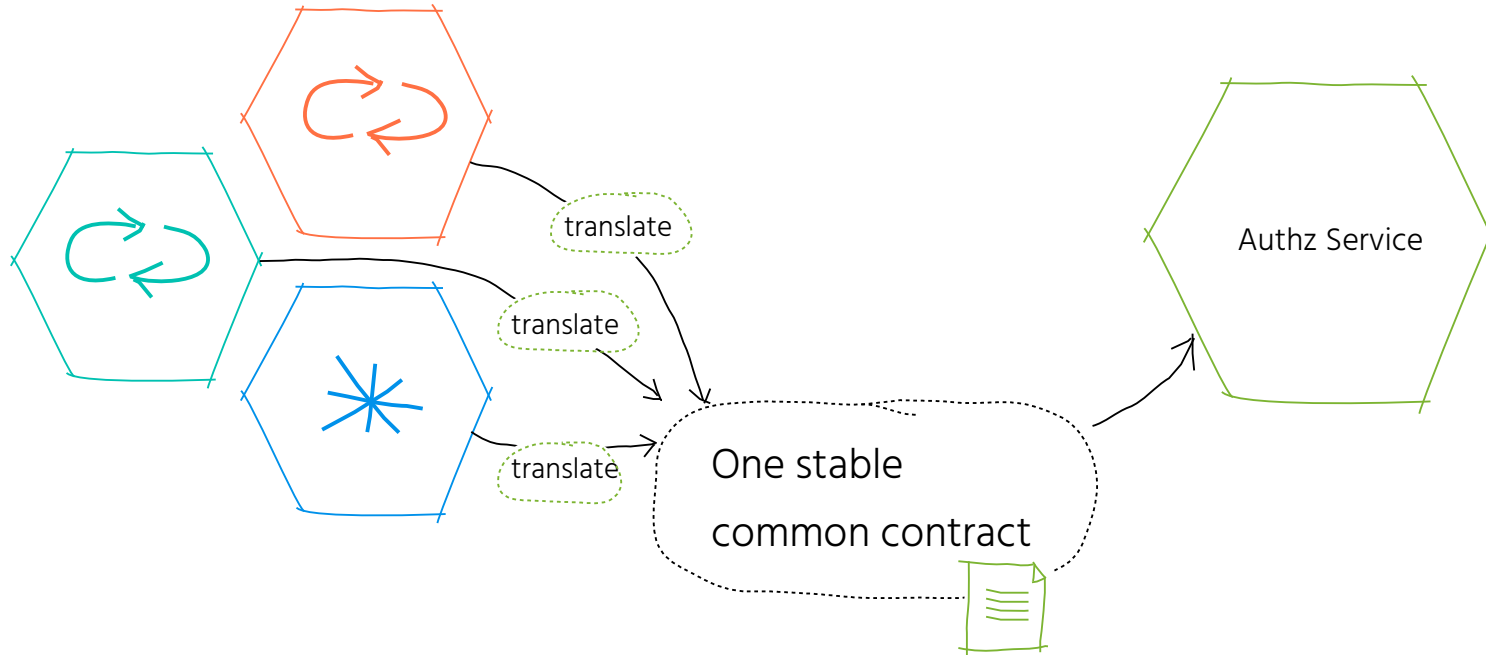 translate
translate
translate
One stable
common contract
Authz Service